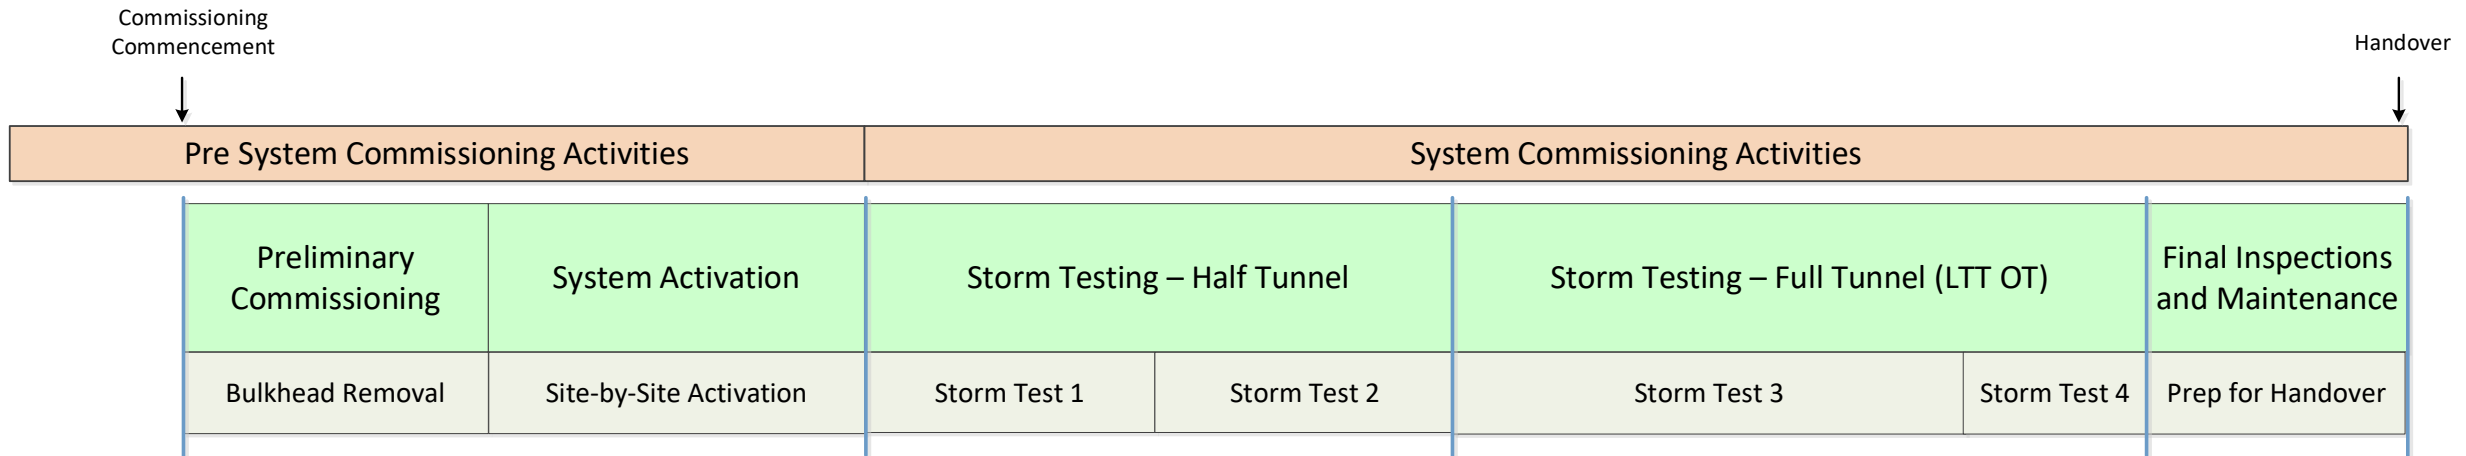 Commissioning
Commencement
Handover
Pre System Commissioning Activities
System Commissioning Activities
Preliminary
Commissioning
System Activation
Storm Testing – Half Tunnel
Storm Testing – Full Tunnel (LTT OT)
Final Inspections
and Maintenance
Bulkhead Removal
Site-by-Site Activation
Storm Test 1
Storm Test 2
Storm Test 3
Storm Test 4
Prep for Handover